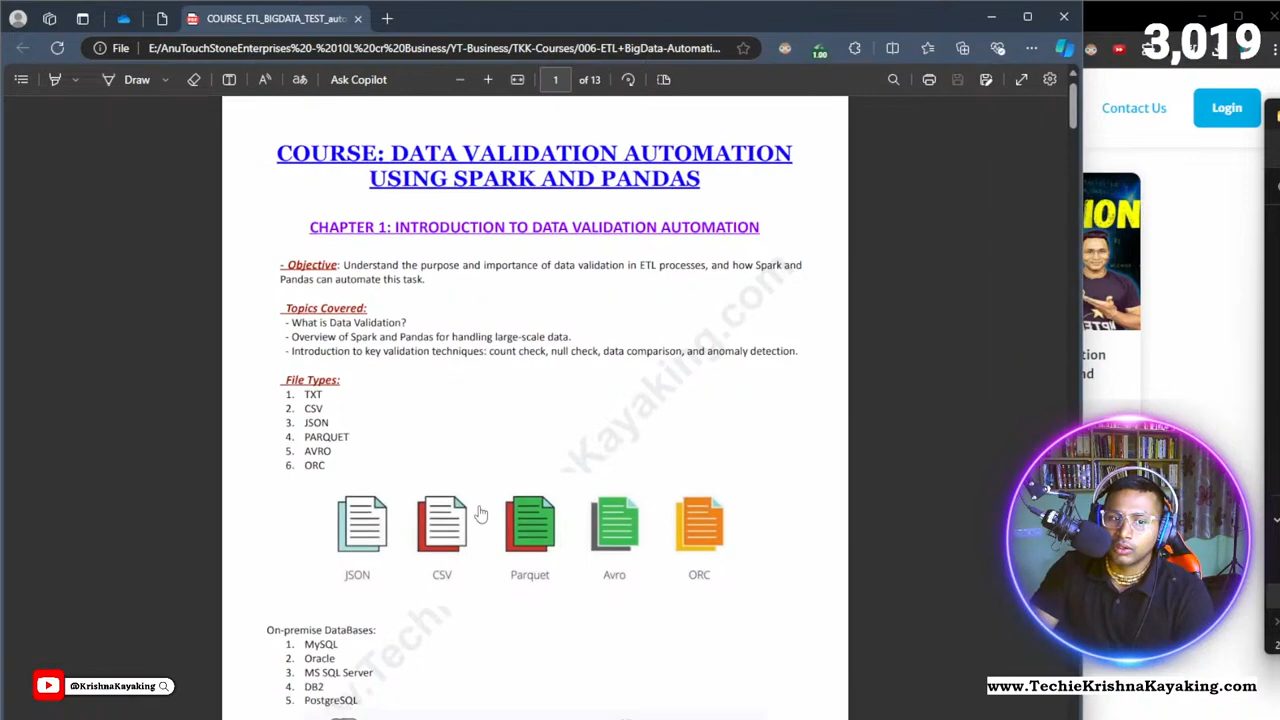 COURSE_ETL_BIGDATA_TEST_auto
3,019
File
E:/AnuTouchStoneEnterprises%20-%2010L%20cr%20Business/YT-Business/TKK-Courses/006-ETL+BigData-Automati...
1.00
Draw
Ask Copilot
1 of 13
Contact Us
Login
COURSE: DATA VALIDATION AUTOMATION
USING SPARK AND PANDAS
CHAPTER 1: INTRODUCTION TO DATA VALIDATION AUTOMATION
- Objective: Understand the purpose and importance of data validation in ETL processes, and how Spark and
Pandas can automate this task.
Topics Covered:
- What is Data Validation?
- Overview of Spark and Pandas for handling large-scale data.
- Introduction to key validation techniques: count check, null check, data comparison, and anomaly detection.
File Types:
1. TXT
2. CSV
3. JSON
4. PARQUET
5. AVRO
6. ORC
JSON CSV Parquet Avro ORC
On-premise DataBases:
1. MySQL
2. Oracle
3. MS SQL Server
4. DB2
5. PostgreSQL
@KrishnaKayaking
www.TechieKrishnaKayaking.com